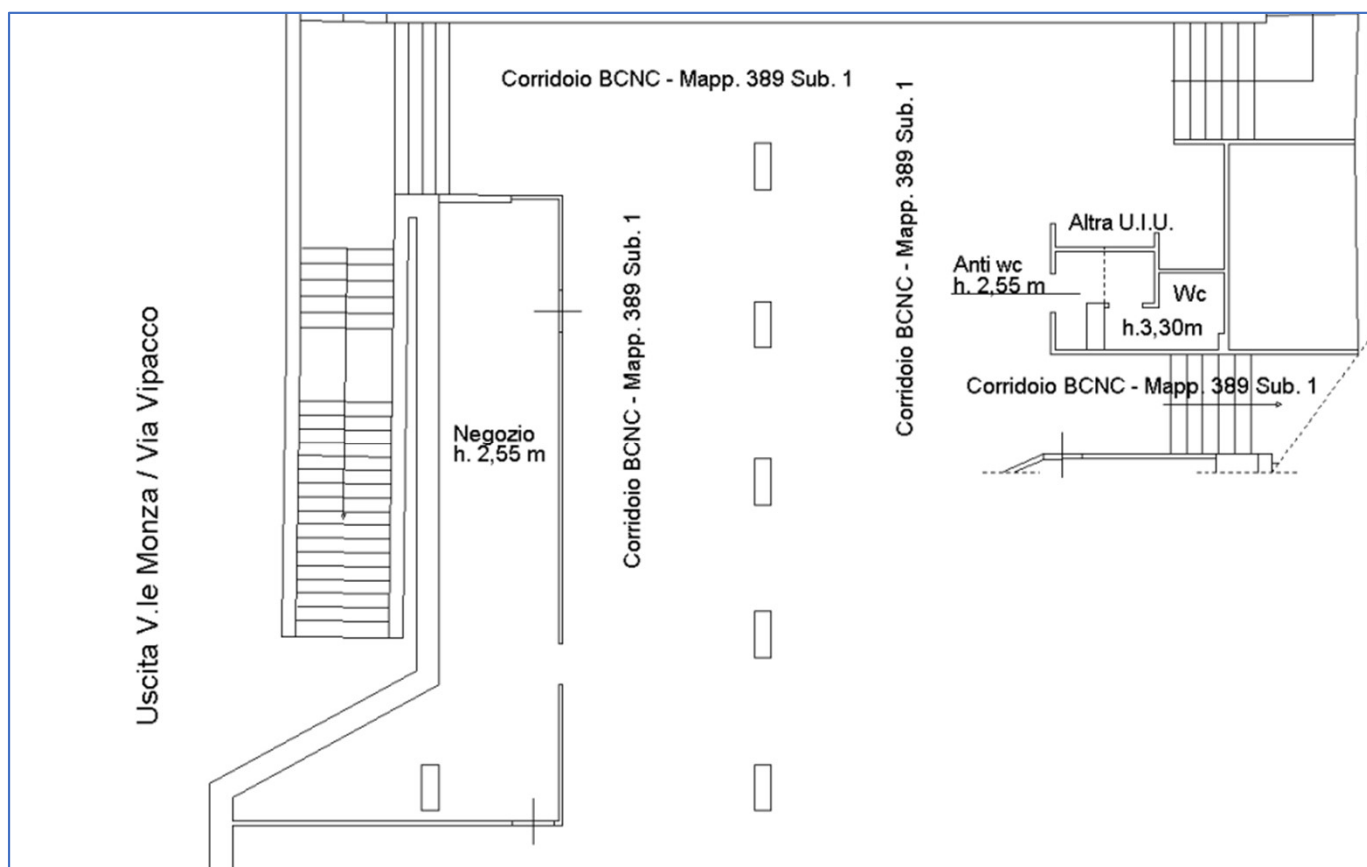 Corridoio BCNC - Mapp. 389 Sub. 1
Corridoio BCNC - Mapp. 389 Sub. 1
Corridoio BCNC - Mapp. 389 Sub. 1
Altra U.I.U.
Anti wc
h. 2,55 m
Wc
h.3,30m
Corridoio BCNC - Mapp. 389 Sub. 1
Uscita V.le Monza / Via Vipacco
Negozio
h. 2,55 m